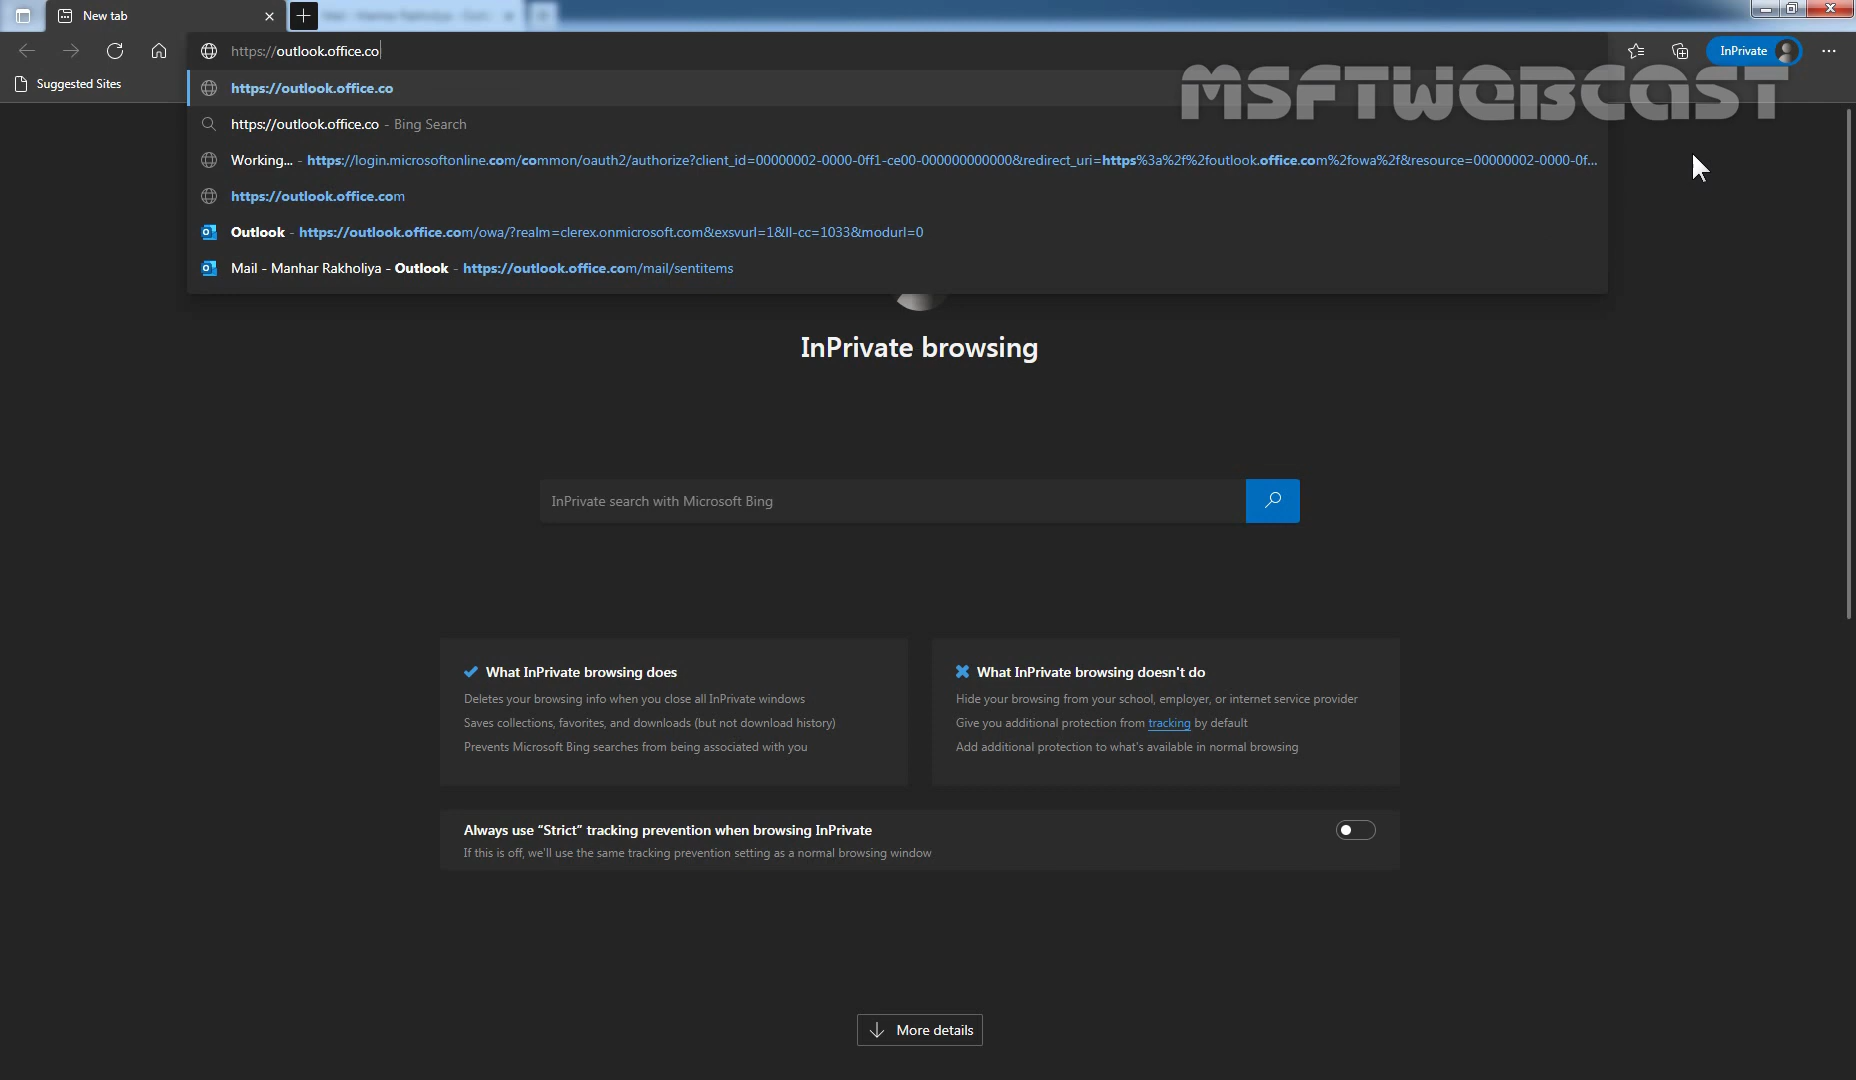 New tab
https://outlook.office.co
InPrivate
Suggested Sites
MSFTWEBCAST
https://outlook.office.co
https://outlook.office.co - Bing Search
Working... - https://login.microsoftonline.com/common/oauth2/authorize?client_id=00000002-0000-0ff1-ce00-000000000000&redirect_uri=https%3a%2f%2foutlook.office.com%2fowa%2f&resource=00000002-0000-0f...
https://outlook.office.com
Outlook - https://outlook.office.com/owa/?realm=clerex.onmicrosoft.com&exsvurl=1&ll-cc=1033&modurl=0
Mail - Manhar Rakholiya - Outlook - https://outlook.office.com/mail/sentitems
InPrivate browsing
InPrivate search with Microsoft Bing
What InPrivate browsing does
Deletes your browsing info when you close all InPrivate windows
Saves collections, favorites, and downloads (but not download history)
Prevents Microsoft Bing searches from being associated with you
What InPrivate browsing doesn't do
Hide your browsing from your school, employer, or internet service provider
Give you additional protection from tracking by default
Add additional protection to what's available in normal browsing
Always use “Strict” tracking prevention when browsing InPrivate
If this is off, we'll use the same tracking prevention setting as a normal browsing window
More details